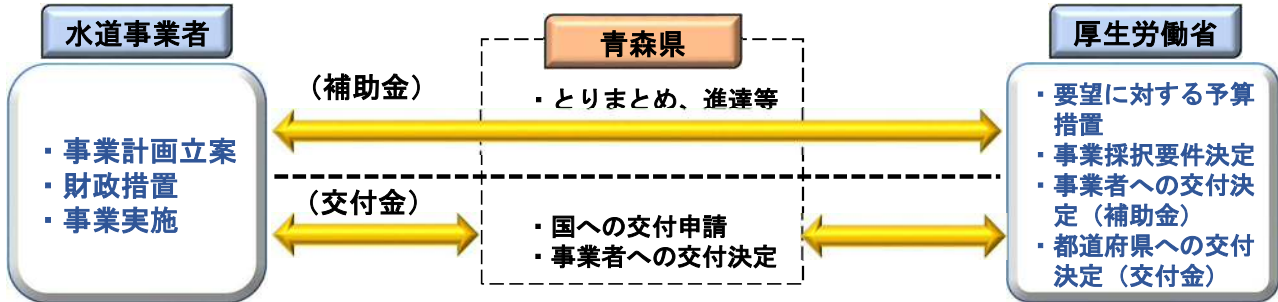 水道事業者
・事業計画立案
・財政措置
・事業実施
（補助金）
（交付金）
青森県
・とりまとめ、進達等
・国への交付申請
・事業者への交付決定
厚生労働省
・要望に対する予算
措置
・事業採択要件決定
・事業者への交付決
定（補助金）
・都道府県への交付
決定（交付金）